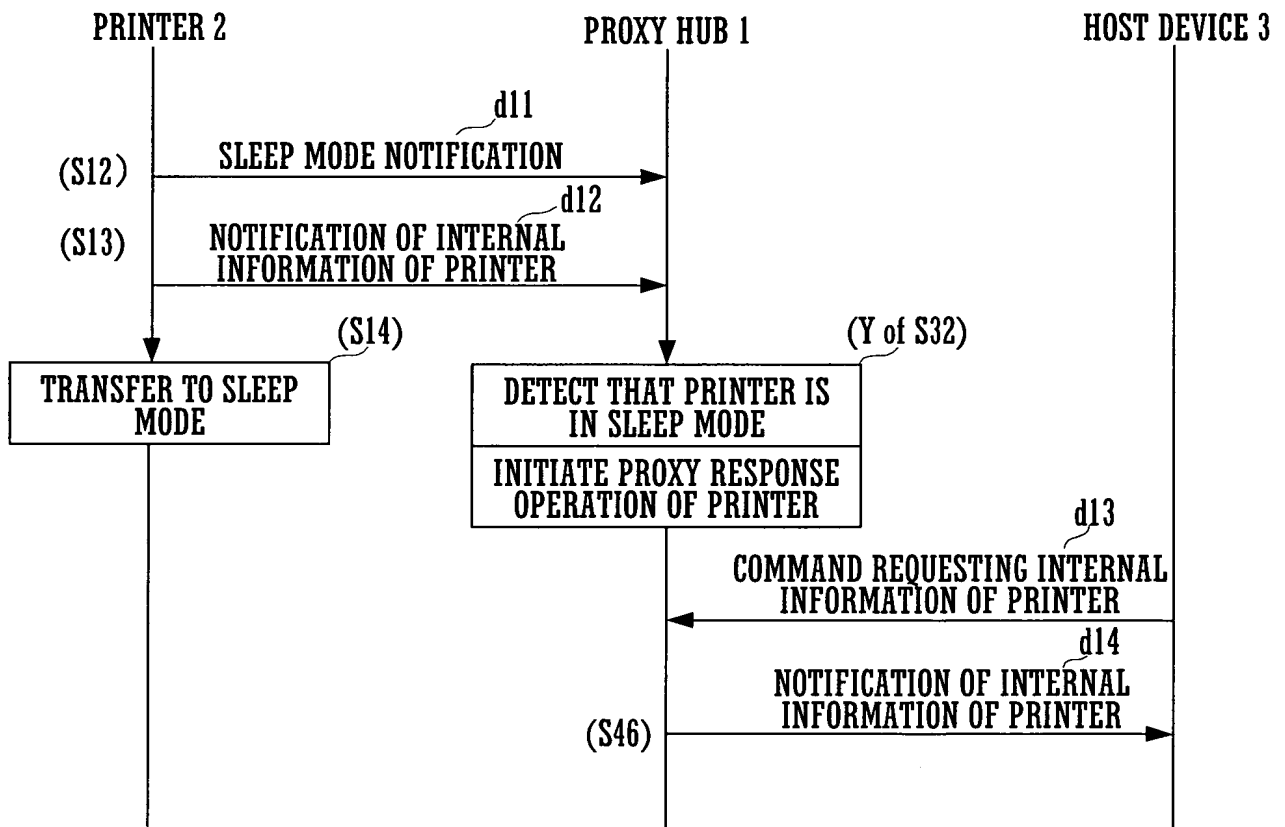 PRINTER 2
PROXY HUB 1
HOST DEVICE 3
d11
(S12)
SLEEP MODE NOTIFICATION
d12
(S13)
NOTIFICATION OF INTERNAL
INFORMATION OF PRINTER
(S14)
(Y of S32)
TRANSFER TO SLEEP
MODE
DETECT THAT PRINTER IS
IN SLEEP MODE
INITIATE PROXY RESPONSE
OPERATION OF PRINTER
d13
COMMAND REQUESTING INTERNAL
INFORMATION OF PRINTER
d14
NOTIFICATION OF INTERNAL
INFORMATION OF PRINTER
(S46)